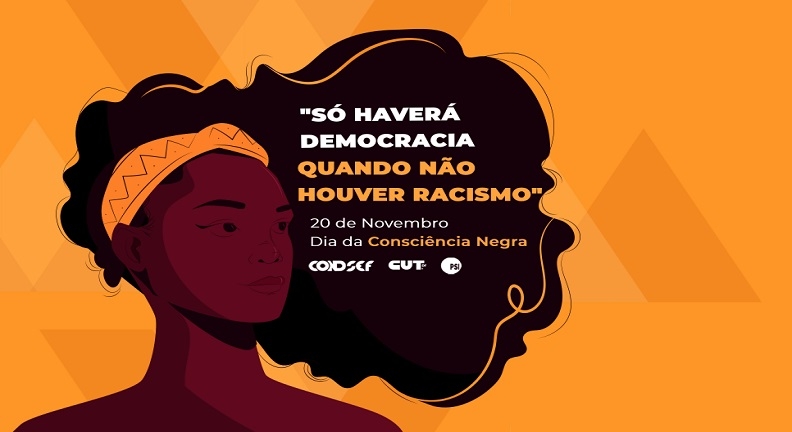 "SÓ HAVERÁ
DEMOCRACIA
QUANDO NÃO
HOUVER RACISMO"
20 de Novembro
Dia da Consciência Negra
CONDSEF CUT PSI